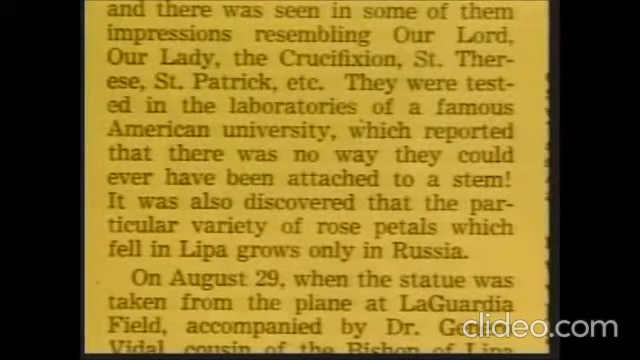 and there was seen in some of them
impressions resembling Our Lord,
Our Lady, the Crucifixion, St. Ther-
ese, St. Patrick, etc. They were test-
ed in the laboratories of a famous
American university, which reported
that there was no way they could
ever have been attached to a stem!
It was also discovered that the par-
ticular variety of rose petals which
fell in Lipa grows only in Russia.
On August 29, when the statue was
taken from the plane at LaGuardia
Field, accompanied by Dr.
Vidal, cousin of the Bishop of Lipa
clideo.com